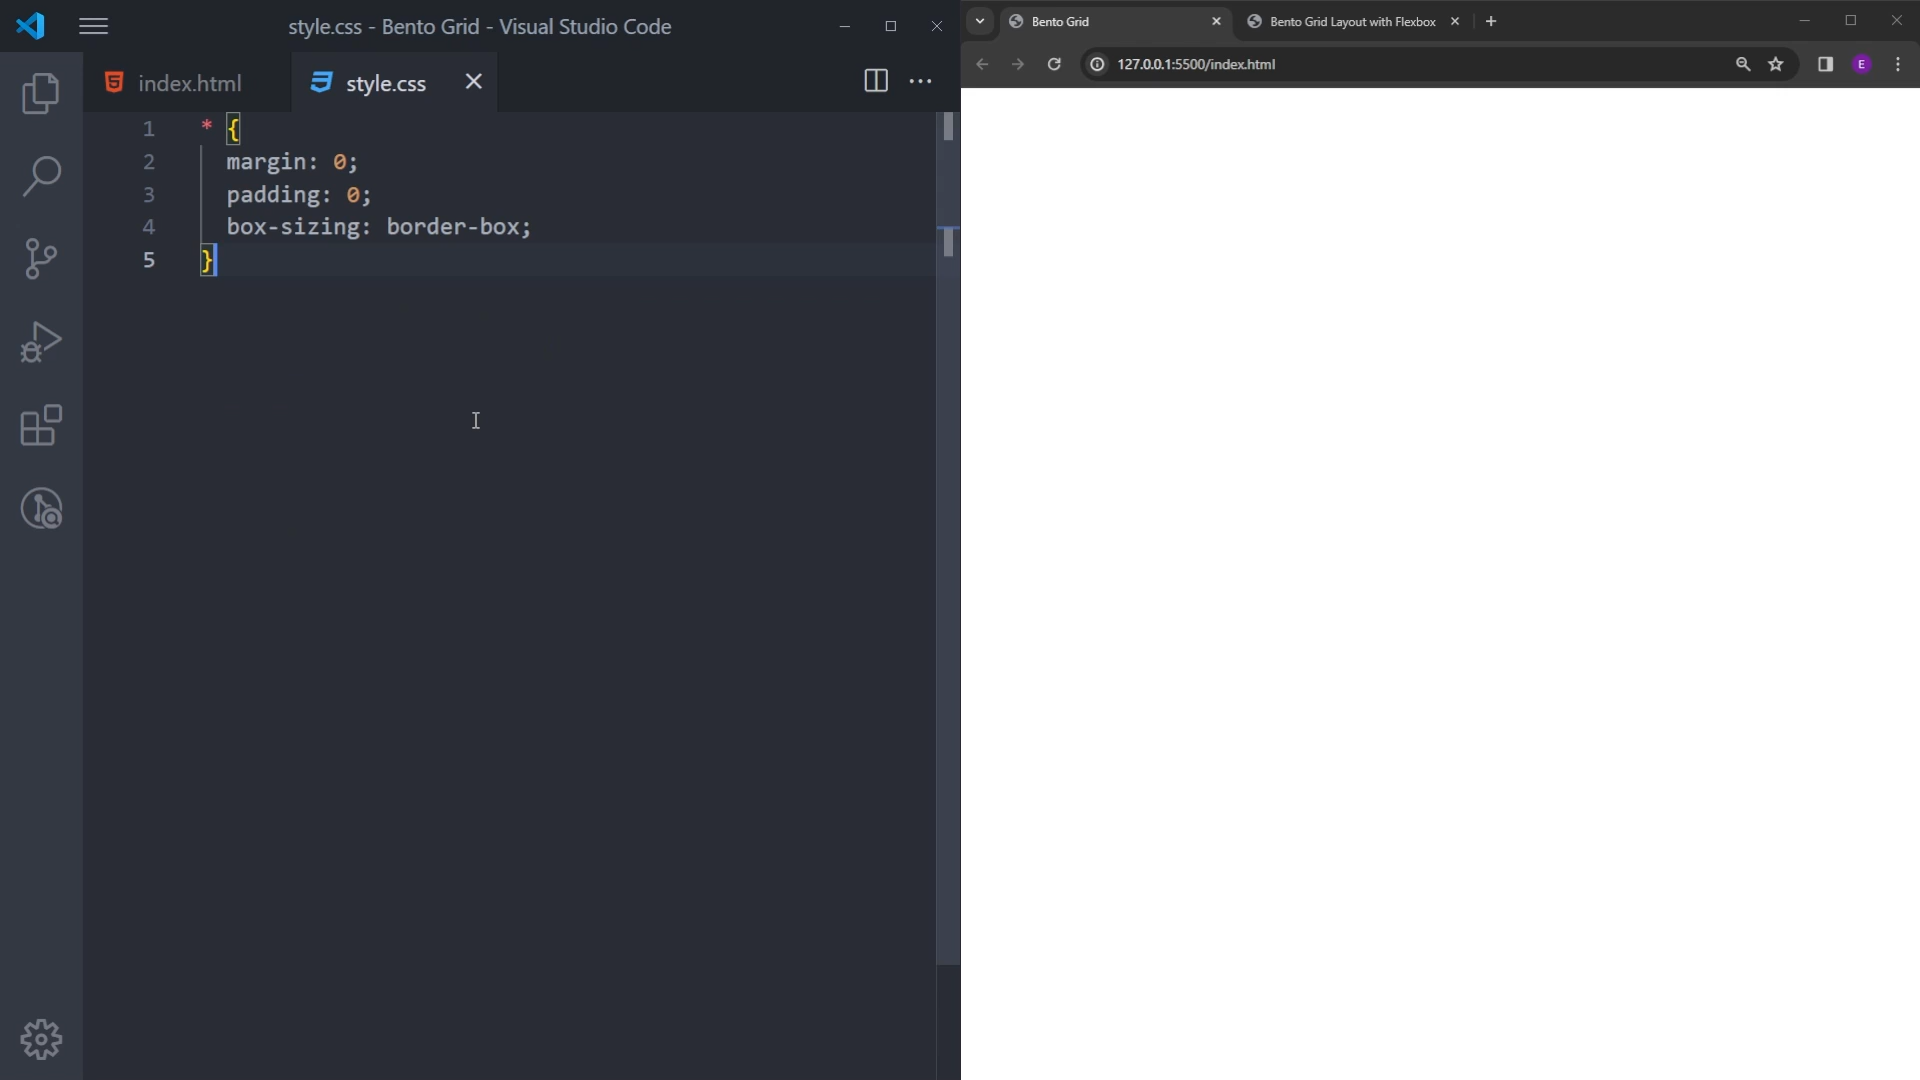 style.css - Bento Grid - Visual Studio Code
index.html
style.css
1 * {
2 margin: 0;
3 padding: 0;
4 box-sizing: border-box;
5 }
Bento Grid
Bento Grid Layout with Flexbox
127.0.0.1:5500/index.html
E